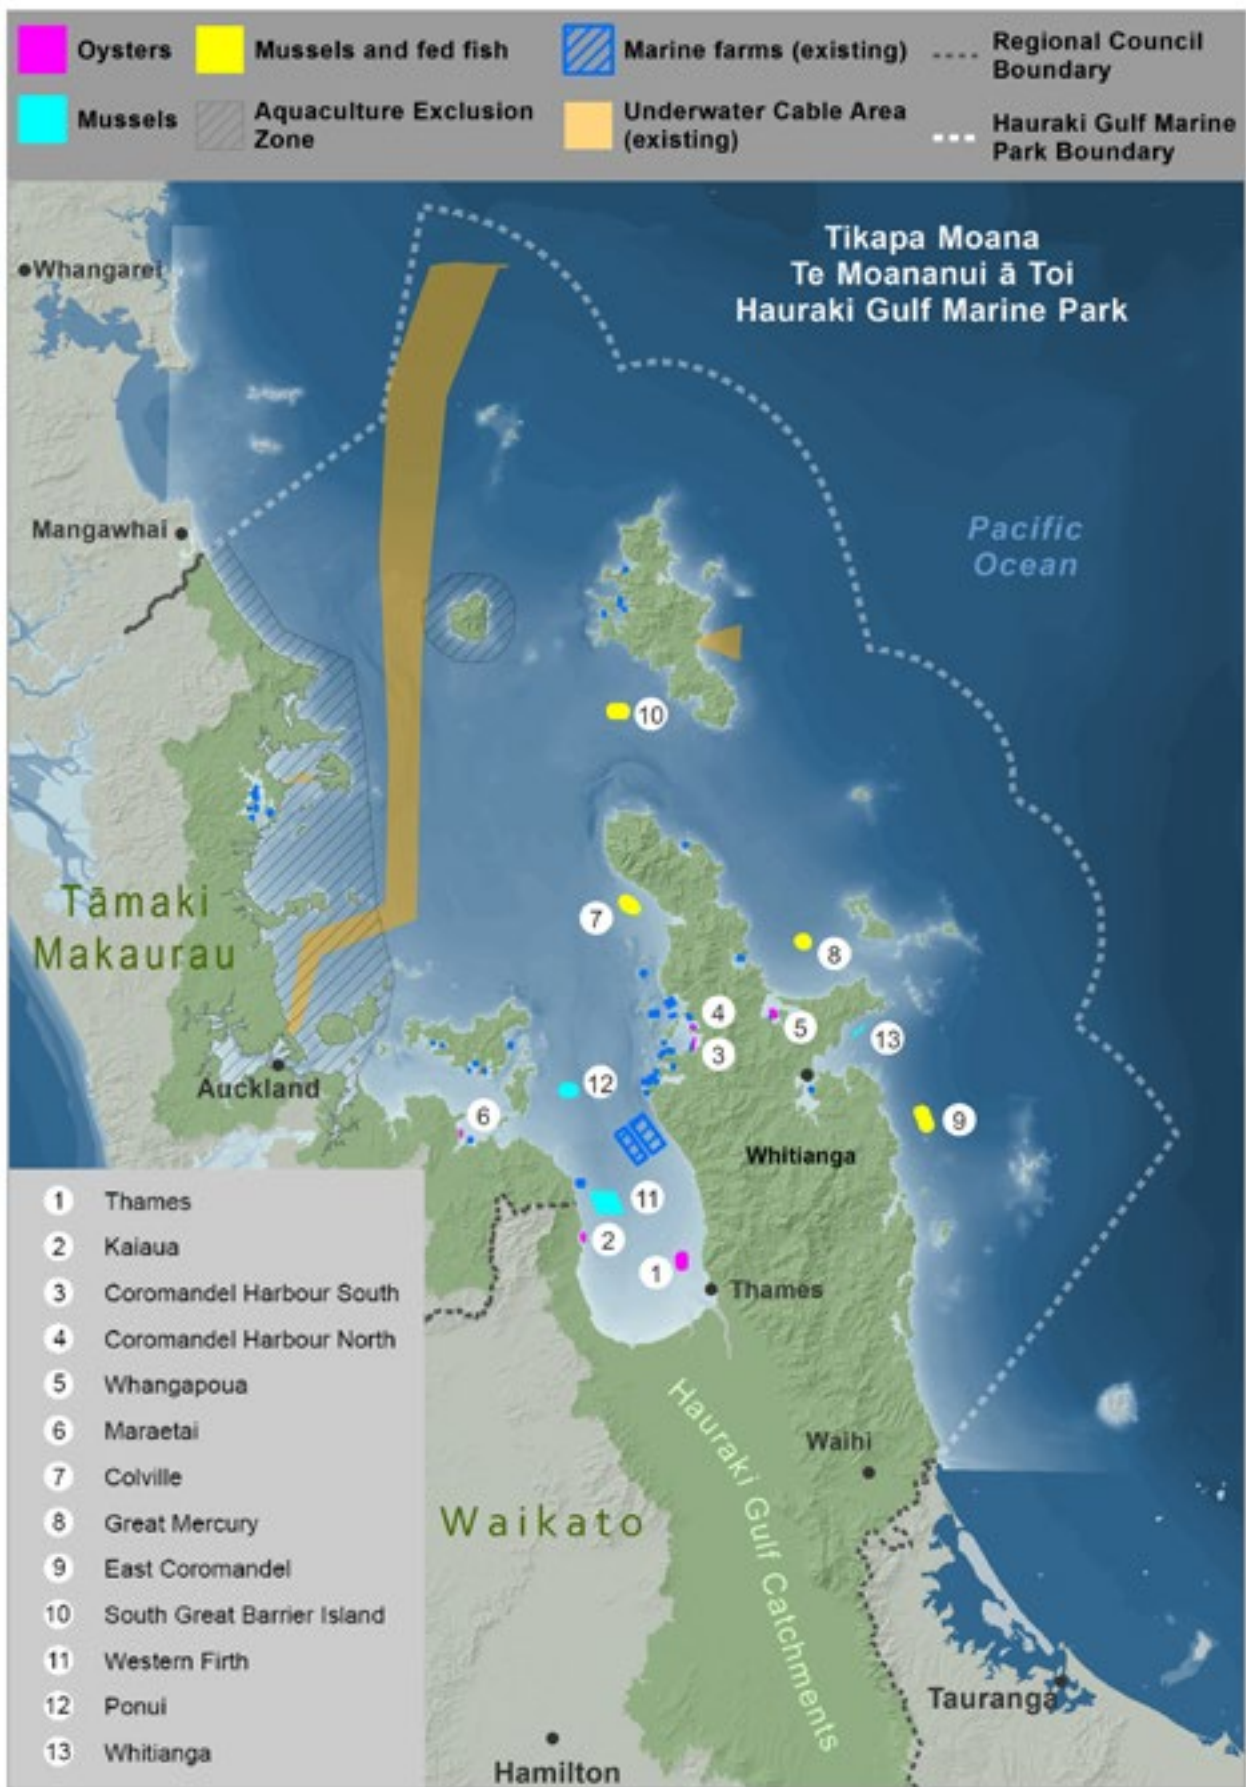 Oysters
Mussels and fed fish
Marine farms (existing)
Regional Council
Boundary
Mussels
Aquaculture Exclusion
Zone
Underwater Cable Area
(existing)
Hauraki Gulf Marine
Park Boundary
Tikapa Moana
Te Moananui ā Toi
Hauraki Gulf Marine Park
Whangarei
Mangawhai
Pacific
Ocean
10
Tāmaki
Makaurau
7
8
4
5
3
13
Auckland
12
6
9
Whitianga
11
2
1
Thames
Waihi
Hauraki Gulf Catchments
Waikato
Tauranga
Hamilton
1 Thames
2 Kaiaua
3 Coromandel Harbour South
4 Coromandel Harbour North
5 Whangapoua
6 Maraetai
7 Colville
8 Great Mercury
9 East Coromandel
10 South Great Barrier Island
11 Western Firth
12 Ponui
13 Whitianga